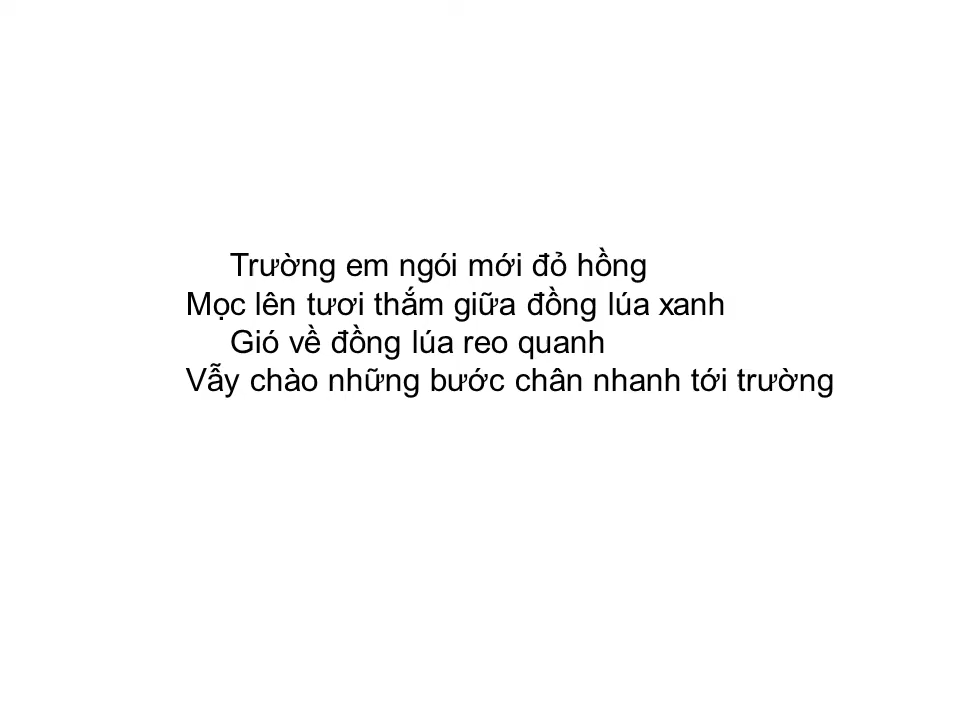 Trường em ngói mới đỏ hồng
Mọc lên tươi thắm giữa đồng lúa xanh
Gió về đồng lúa reo quanh
Vẫy chào những bước chân nhanh tới trường